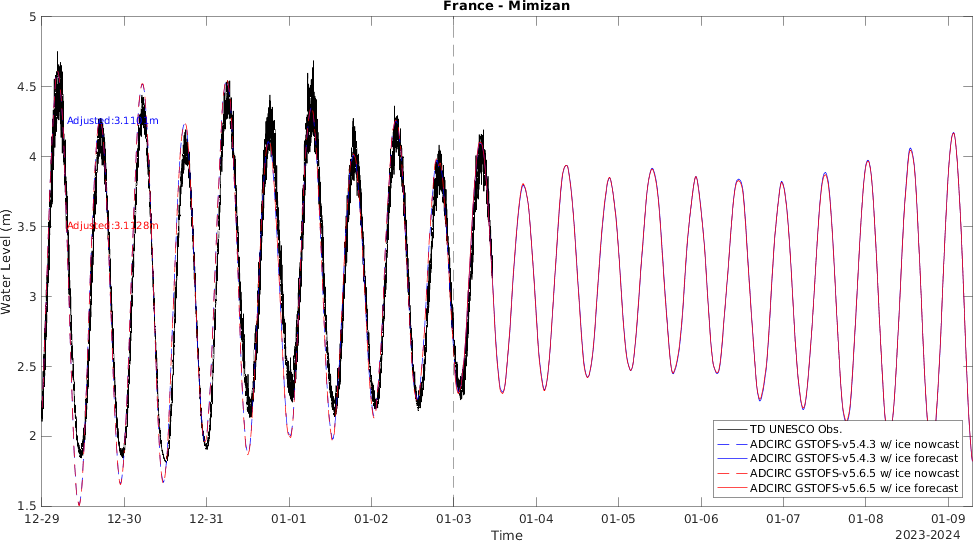 France - Mimizan
Water Level (m)
5
4.5
4
3.5
3
2.5
2
1.5
Adjusted:3.1128m
12-29
12-30
12-31
01-01
01-02
01-03
01-04
01-05
01-06
01-07
01-08
01-09
Time
2023-2024
TD UNESCO Obs.
ADCIRC GSTOFS-v5.4.3 w/ ice nowcast
ADCIRC GSTOFS-v5.4.3 w/ ice forecast
ADCIRC GSTOFS-v5.6.5 w/ ice nowcast
ADCIRC GSTOFS-v5.6.5 w/ ice forecast